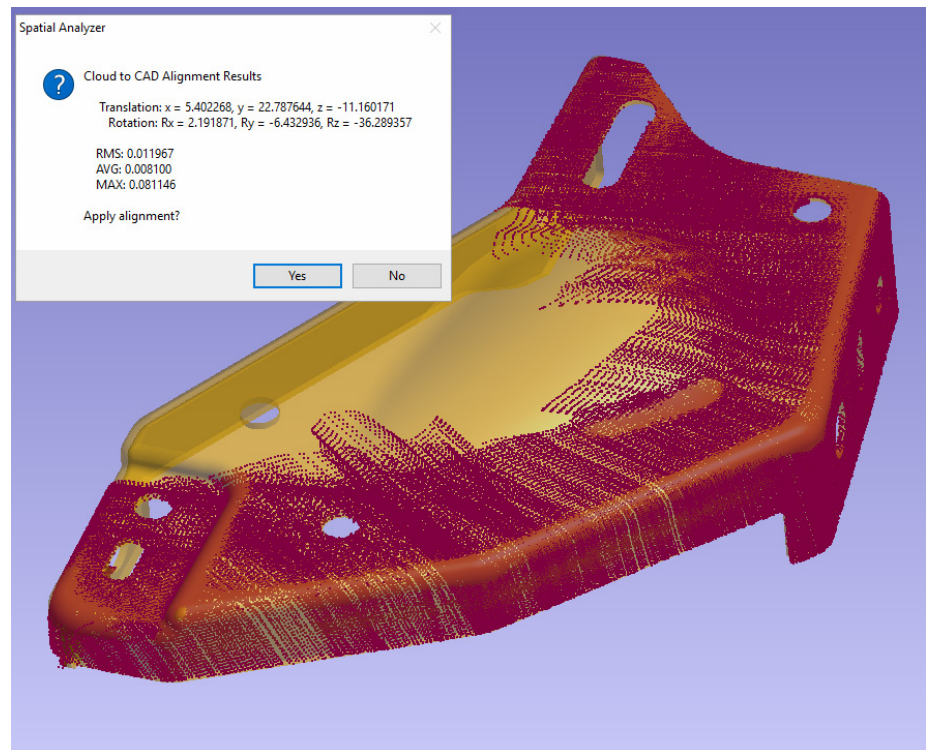 Spatial Analyzer
Cloud to CAD Alignment Results
Translation: x = 5.402268, y = 22.787644, z = -11.160171
Rotation: Rx = 2.191871, Ry = -6.432936, Rz = -36.289357
RMS: 0.011967
AVG: 0.008100
MAX: 0.081146
Apply alignment?
Yes
No